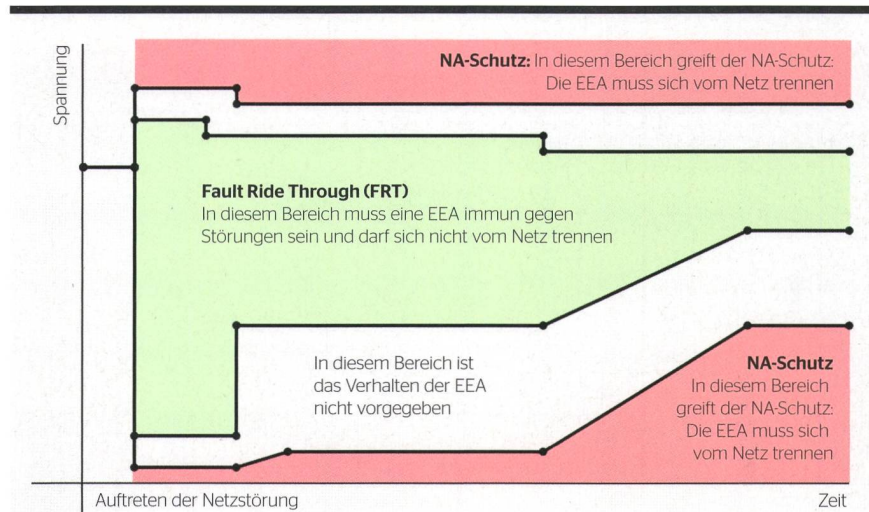 Spannung
NA-Schutz: In diesem Bereich greift der NA-Schutz:
Die EEA muss sich vom Netz trennen
Fault Ride Through (FRT)
In diesem Bereich muss eine EEA immun gegen
Störungen sein und darf sich nicht vom Netz trennen
In diesem Bereich ist
das Verhalten der EEA
nicht vorgegeben
NA-Schutz
In diesem Bereich
greift der NA-Schutz:
Die EEA muss sich
vom Netz trennen
Auftreten der Netzstörung
Zeit